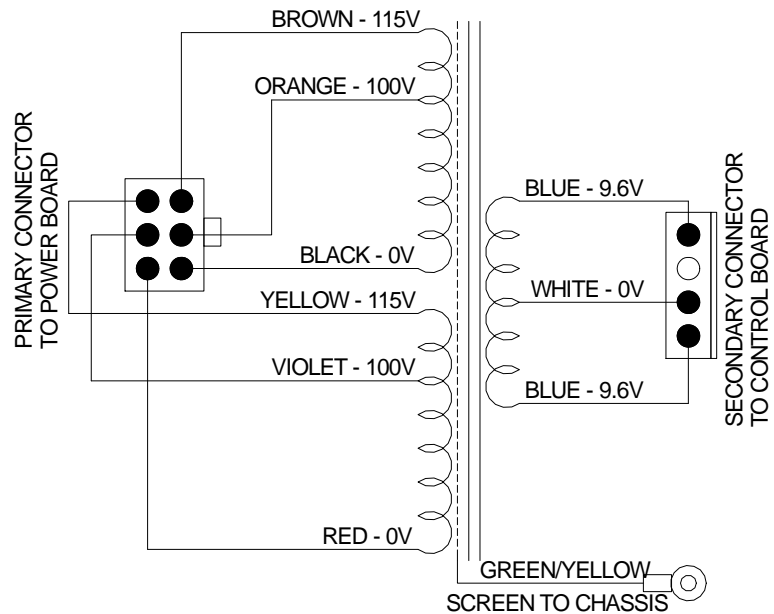 BROWN - 115V
ORANGE - 100V
PRIMARY CONNECTOR
TO POWER BOARD
BLACK - 0V
YELLOW - 115V
VIOLET - 100V
RED - 0V
BLUE - 9.6V
WHITE - 0V
BLUE - 9.6V
SECONDARY CONNECTOR
TO CONTROL BOARD
GREEN/YELLOW
SCREEN TO CHASSIS